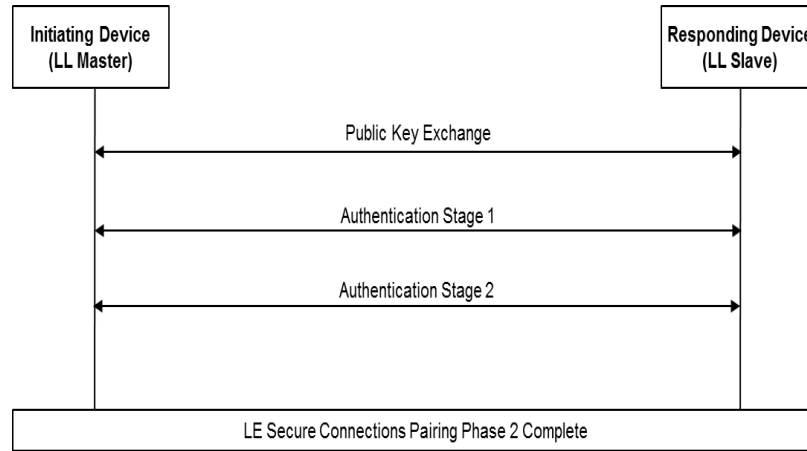 Initiating Device
(LL Master)
Responding Device
(LL Slave)
Public Key Exchange
Authentication Stage 1
Authentication Stage 2
LE Secure Connections Pairing Phase 2 Complete